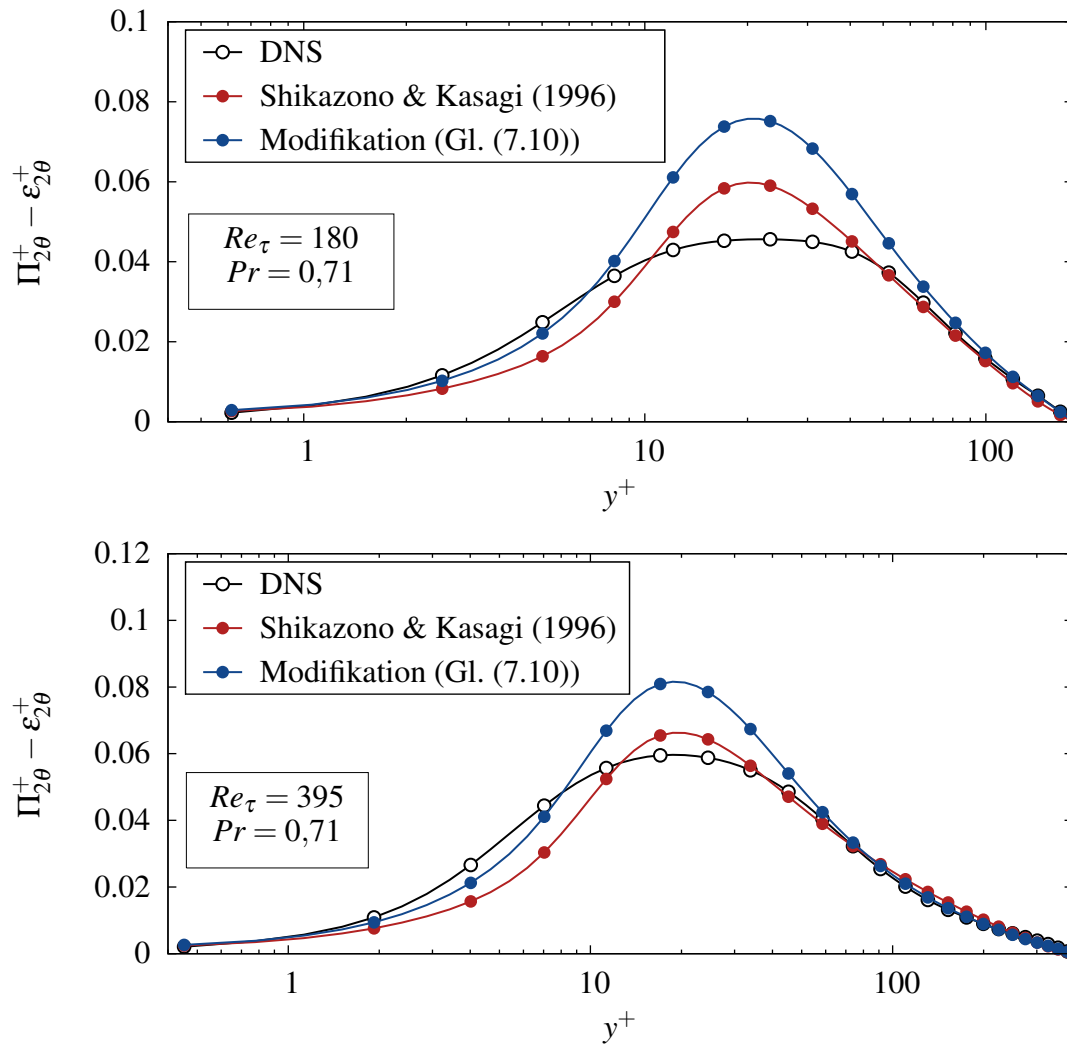 0.1
0.08
0.06
0.04
0.02
0
Π⁺₂θ − ε⁺₂θ
DNS
Shikazono & Kasagi (1996)
Modifikation (Gl. (7.10))
Reτ = 180
Pr = 0,71
1 10 100
y⁺
0.12
0.1
0.08
0.06
0.04
0.02
0
Π⁺₂θ − ε⁺₂θ
DNS
Shikazono & Kasagi (1996)
Modifikation (Gl. (7.10))
Reτ = 395
Pr = 0,71
1 10 100
y⁺